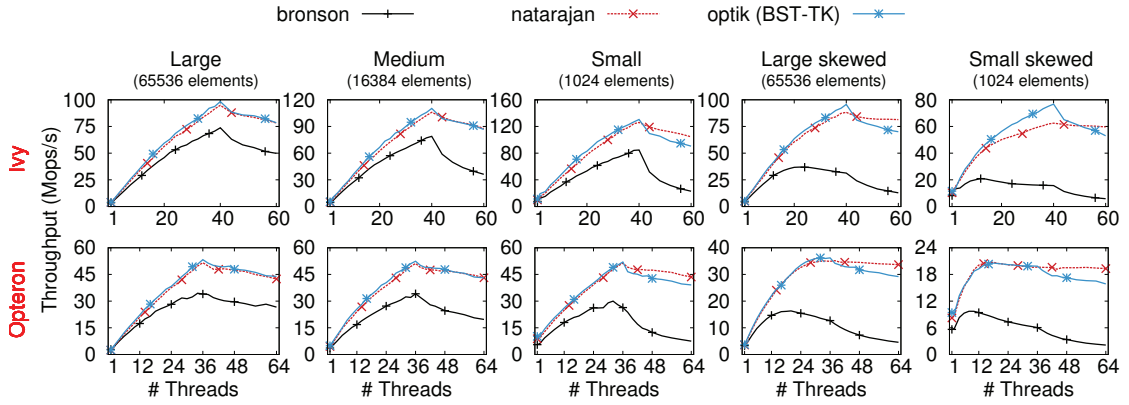 bronson natarajan optik (BST-TK)
Large Medium Small Large skewed Small skewed
(65536 elements) (16384 elements) (1024 elements) (65536 elements) (1024 elements)
Ivy
Throughput (Mops/s)
100 75 50 25 0
1 20 40 60
120 90 60 30 0
1 20 40 60
160 120 80 40 0
1 20 40 60
100 75 50 25 0
1 20 40 60
80 60 40 20 0
1 20 40 60
Opteron
60 45 30 15 0
1 12 24 36 48 64
60 45 30 15 0
1 12 24 36 48 64
60 45 30 15 0
1 12 24 36 48 64
40 30 20 10 0
1 12 24 36 48 64
24 18 12 6 0
1 12 24 36 48 64
# Threads # Threads # Threads # Threads # Threads